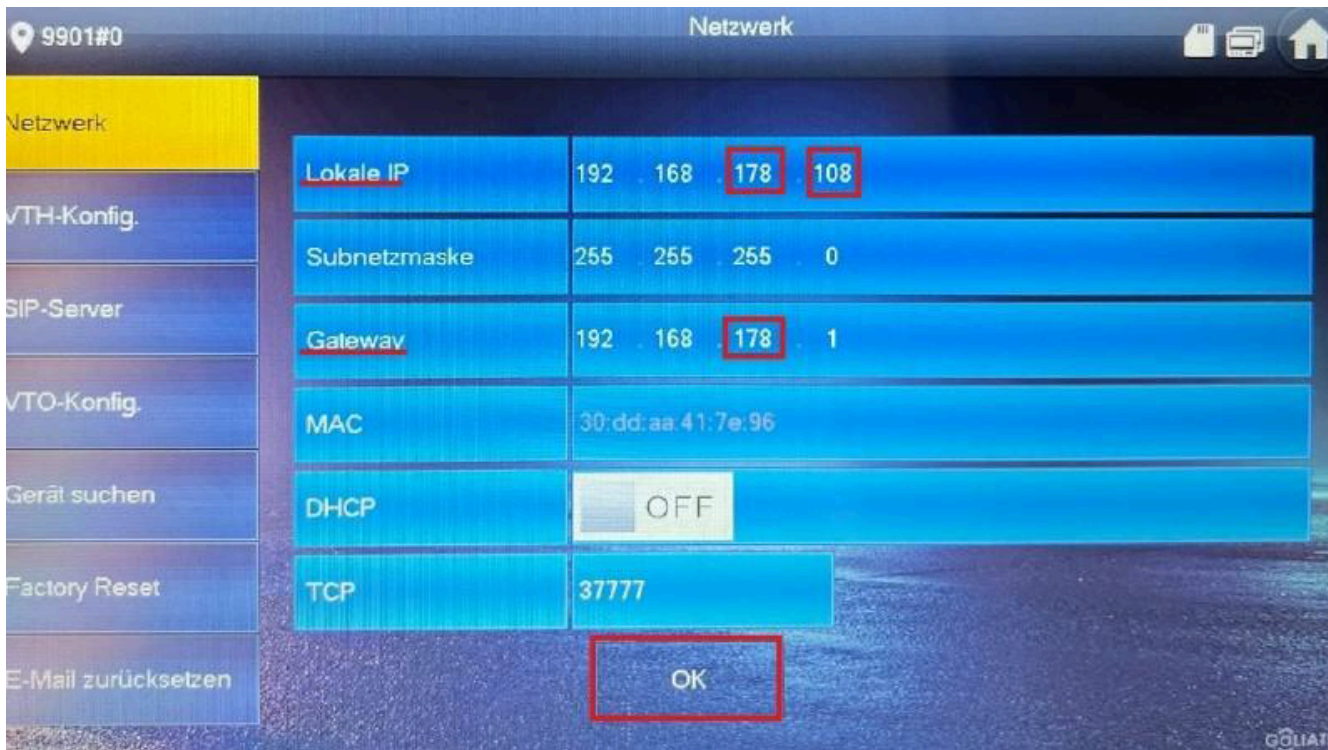 9901#0
Netzwerk
Netzwerk
VTH-Konfig.
SIP-Server
VTO-Konfig.
Gerät suchen
Factory Reset
E-Mail zurücksetzen
Lokale IP 192 . 168 . 178 . 108
Subnetzmaske 255 . 255 . 255 . 0
Gateway 192 . 168 . 178 . 1
MAC 30:dd:aa:41:7e:96
DHCP OFF
TCP 37777
OK
GOLIAT